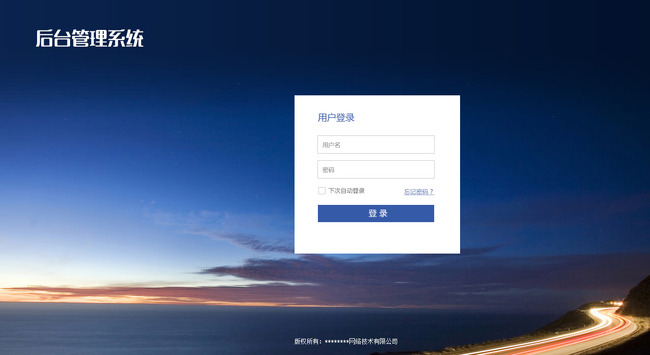 后台管理系统
用户登录
用户名
密码
下次自动登录 忘记密码？
登 录
版权所有：********网络技术有限公司